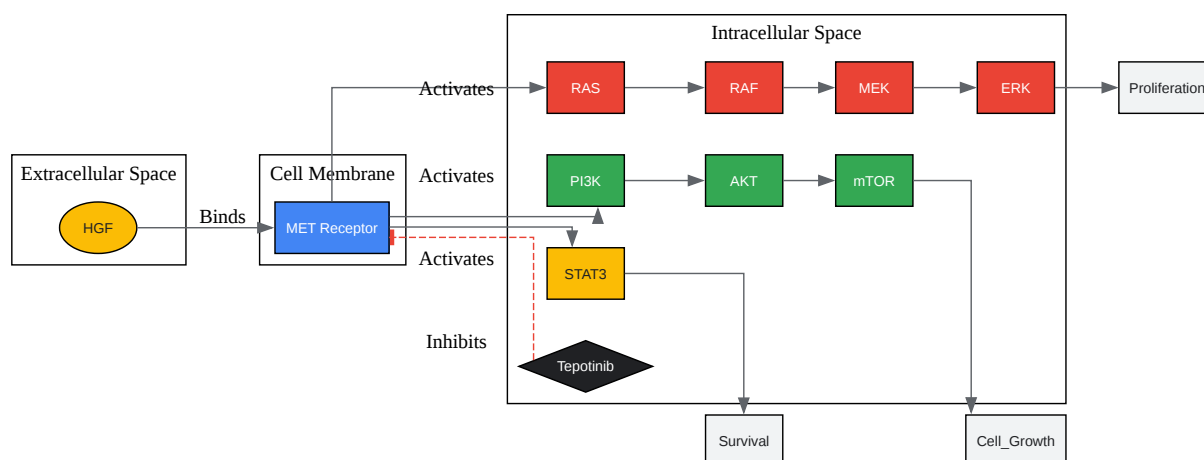 Intracellular Space
Activates
RAS
RAF
MEK
ERK
Proliferation
Extracellular Space
Cell Membrane
Activates
PI3K
AKT
mTOR
HGF
Binds
MET Receptor
Activates
STAT3
Inhibits
Tepotinib
Survival
Cell_Growth